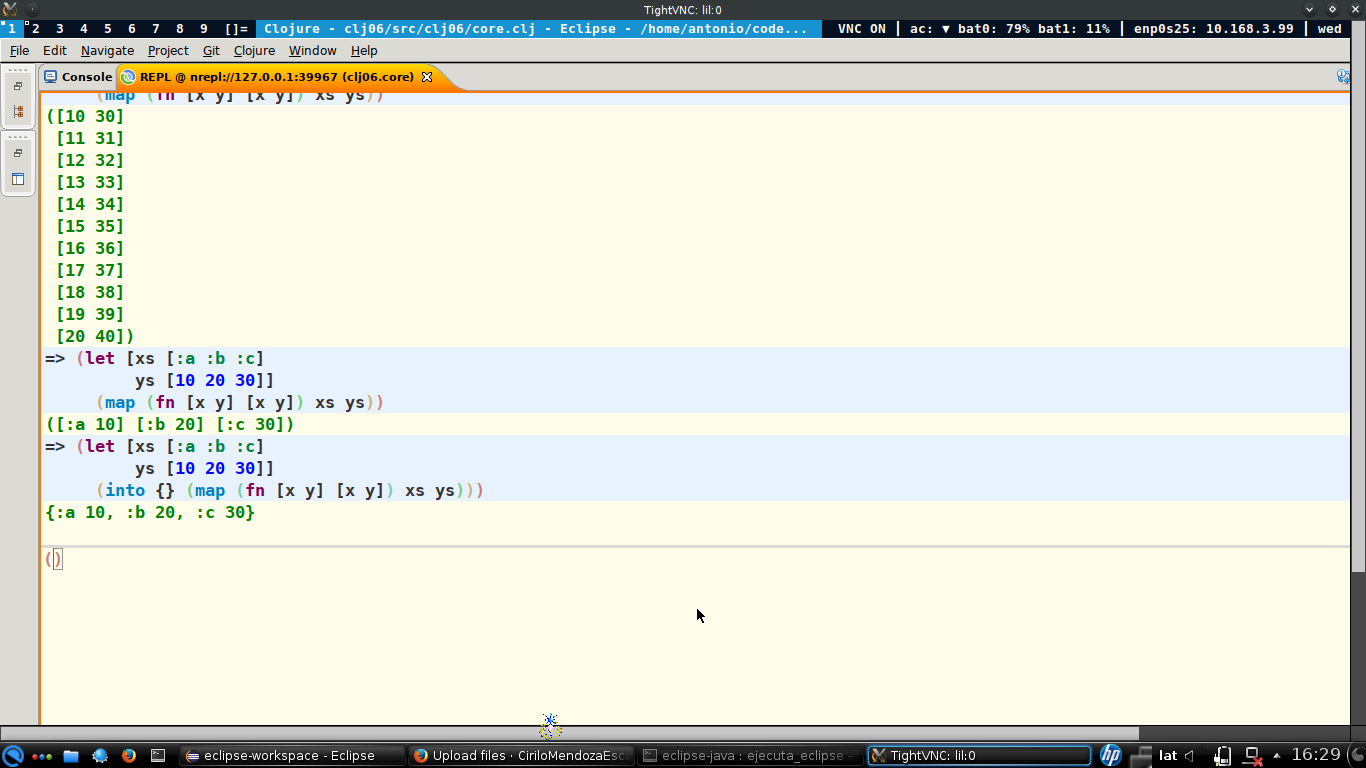 TightVNC: lil:0
1 2 3 4 5 6 7 8 9 []= Clojure - clj06/src/clj06/core.clj - Eclipse - /home/antonio/code... VNC ON | ac: ▼ bat0: 79% bat1: 11% | enp0s25: 10.168.3.99 | wed
File Edit Navigate Project Git Clojure Window Help
Console REPL @ nrepl://127.0.0.1:39967 (clj06.core)
(map (fn [x y] [x y]) xs ys))
([10 30]
[11 31]
[12 32]
[13 33]
[14 34]
[15 35]
[16 36]
[17 37]
[18 38]
[19 39]
[20 40])
=> (let [xs [:a :b :c]
ys [10 20 30]]
(map (fn [x y] [x y]) xs ys))
([:a 10] [:b 20] [:c 30])
=> (let [xs [:a :b :c]
ys [10 20 30]]
(into {} (map (fn [x y] [x y]) xs ys)))
{:a 10, :b 20, :c 30}
()
eclipse-workspace - Eclipse Upload files · CiriloMendozaEsc eclipse-java : ejecuta_eclipse - TightVNC: lil:0 hp lat 16:29